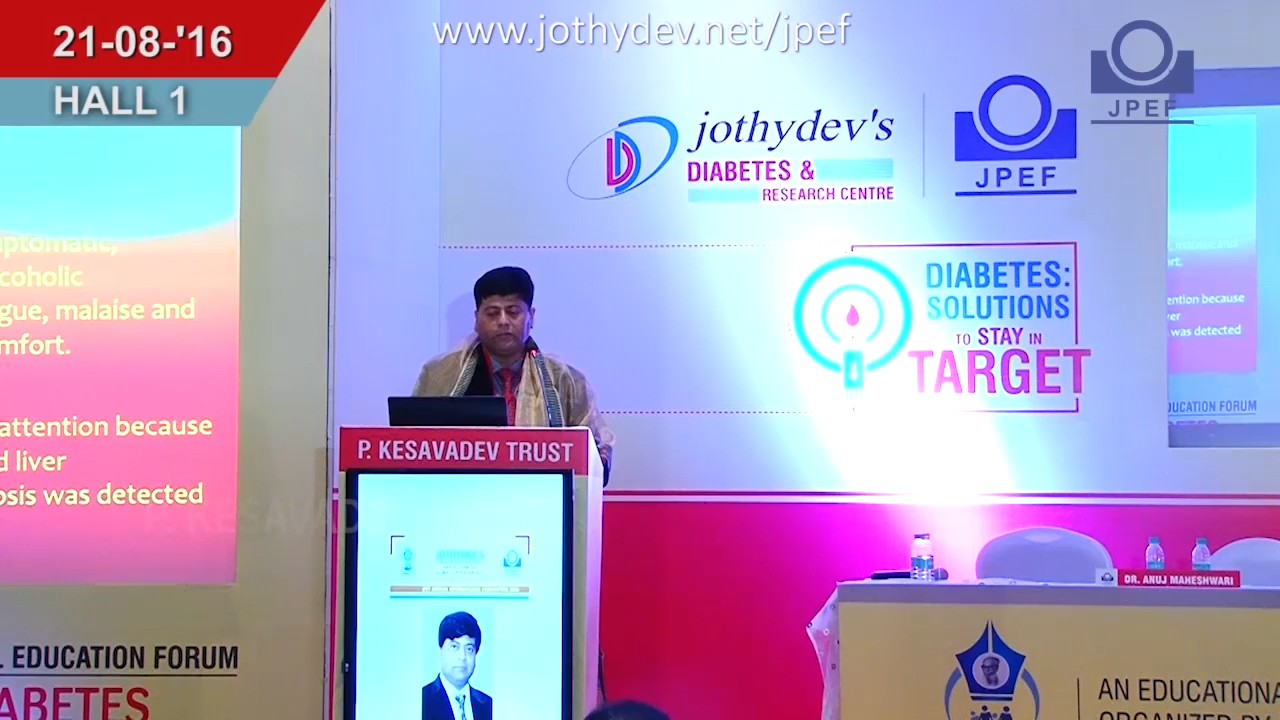 www.jothydev.net/jpef
21-08-'16
HALL 1
JPEF
jothydev's
DIABETES &
RESEARCH CENTRE
JPEF
DIABETES:
SOLUTIONS
TO STAY IN
TARGET
coholic
gue, malaise and
mfort.
attention because
d liver
osis was detected
ention because
ver
was detected
UCATION FORUM
P. KESAVADEV TRUST
DR. ANUJ MAHESHWARI
EDUCATION FORUM
ABETES
AN EDUCATIONA